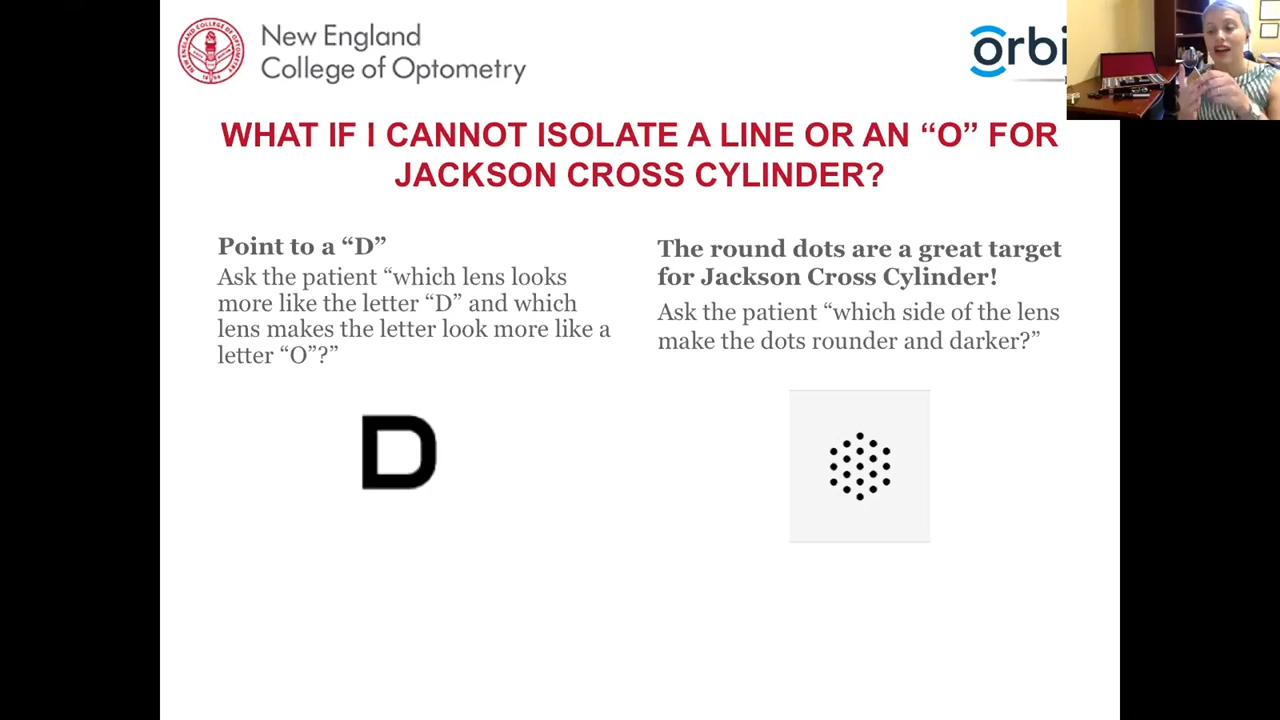 New England
College of Optometry
orbi
WHAT IF I CANNOT ISOLATE A LINE OR AN “O” FOR
JACKSON CROSS CYLINDER?
Point to a “D”
Ask the patient “which lens looks
more like the letter “D” and which
lens makes the letter look more like a
letter “O”?”
D
The round dots are a great target
for Jackson Cross Cylinder!
Ask the patient “which side of the lens
make the dots rounder and darker?”